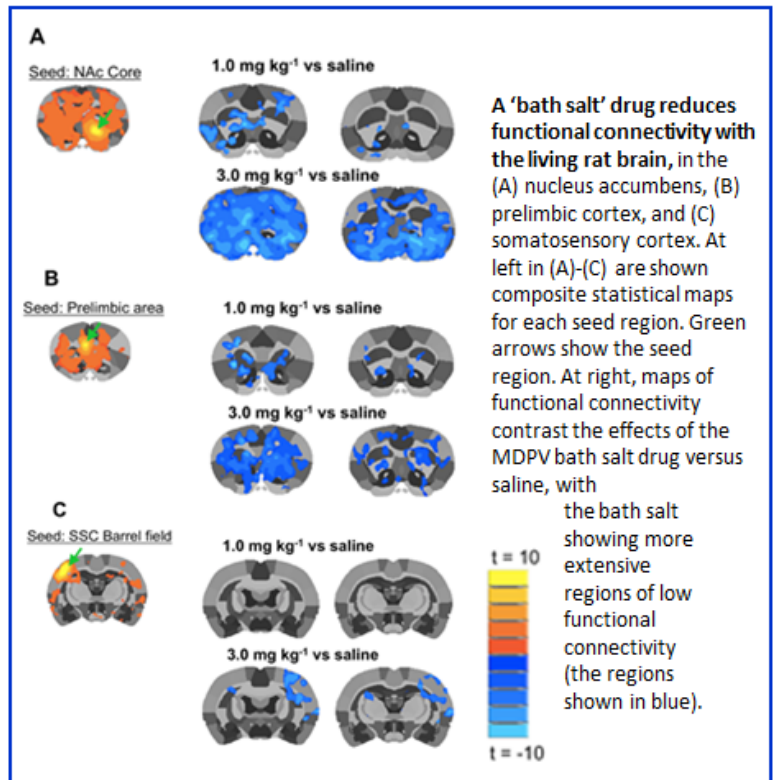 A
Seed: NAc Core
1.0 mg kg-1 vs saline
3.0 mg kg-1 vs saline
B
Seed: Prelimbic area
1.0 mg kg-1 vs saline
3.0 mg kg-1 vs saline
C
Seed: SSC Barrel field
1.0 mg kg-1 vs saline
3.0 mg kg-1 vs saline
A ‘bath salt’ drug reduces
functional connectivity with
the living rat brain, in the
(A) nucleus accumbens, (B)
prelimbic cortex, and (C)
somatosensory cortex. At
left in (A)-(C) are shown
composite statistical maps
for each seed region. Green
arrows show the seed
region. At right, maps of
functional connectivity
contrast the effects of the
MDPV bath salt drug versus
saline, with
the bath salt
showing more
extensive
regions of low
functional
connectivity
(the regions
shown in blue).
t = 10
t = -10